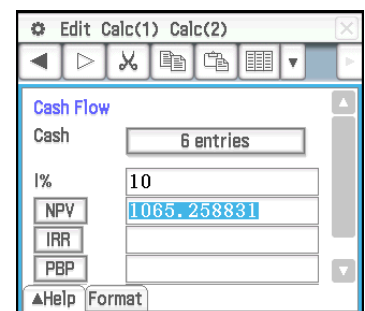 Edit Calc(1) Calc(2)
Cash Flow
Cash 6 entries
I% 10
NPV 1065.258831
IRR
PBP
▲Help Format